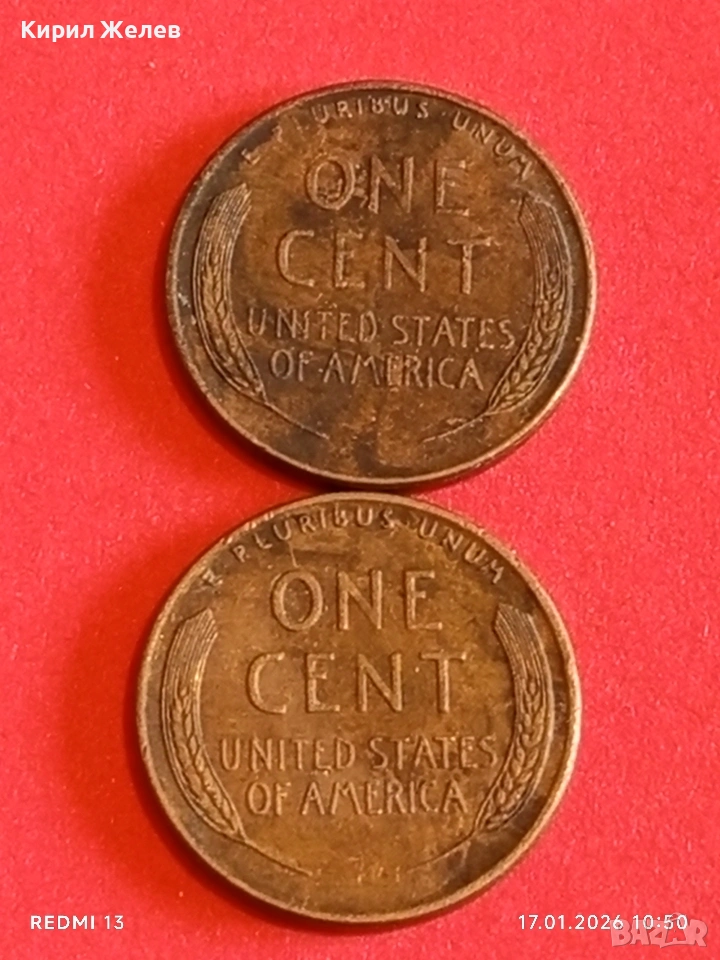 Кирил Желев
E PLURIBUS UNUM
ONE
CENT
UNITED STATES
OF AMERICA
E PLURIBUS UNUM
ONE
CENT
UNITED STATES
OF AMERICA
REDMI 13
17.01.2026 10:50
BAZAR